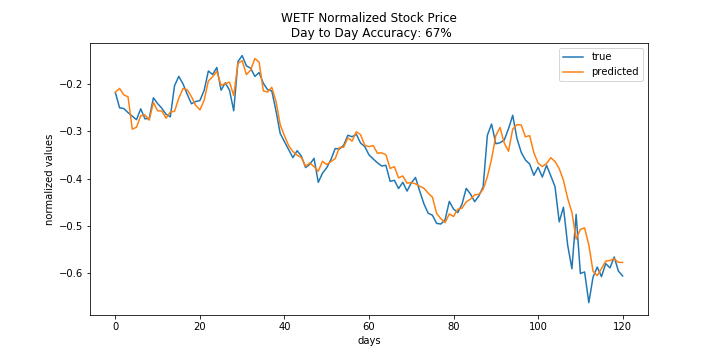 WETF Normalized Stock Price
Day to Day Accuracy: 67%
true
predicted
normalized values
−0.2
−0.3
−0.4
−0.5
−0.6
0
20
40
60
80
100
120
days